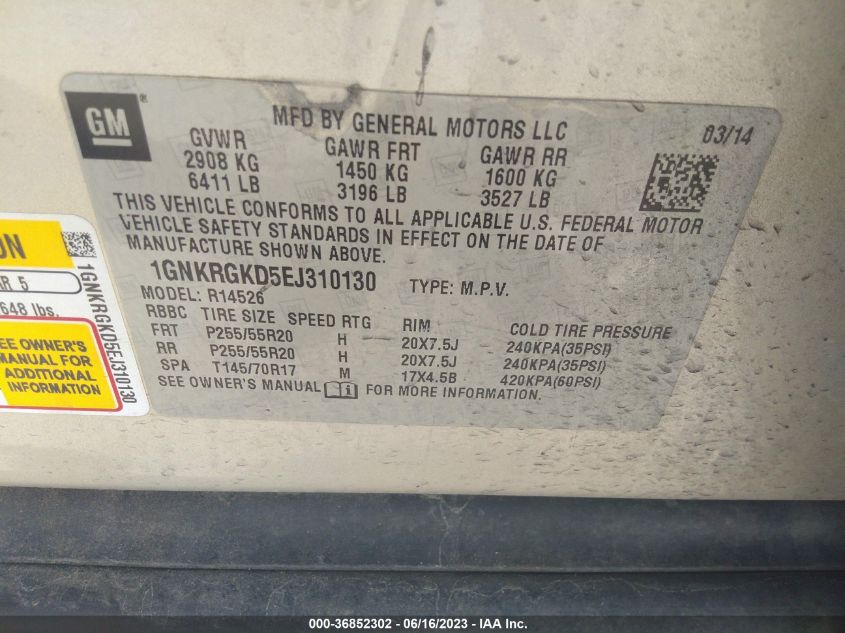 GM
MFD BY GENERAL MOTORS LLC
03/14
GVWR GAWR FRT GAWR RR
2908 KG 1450 KG 1600 KG
6411 LB 3196 LB 3527 LB
THIS VEHICLE CONFORMS TO ALL APPLICABLE U.S. FEDERAL MOTOR
VEHICLE SAFETY STANDARDS IN EFFECT ON THE DATE OF
MANUFACTURE SHOWN ABOVE.
1GNKRGKD5EJ310130 TYPE: M.P.V.
MODEL: R14526
RBBC TIRE SIZE SPEED RTG RIM COLD TIRE PRESSURE
FRT P255/55R20 H 20X7.5J 240KPA(35PSI)
RR P255/55R20 H 20X7.5J 240KPA(35PSI)
SPA T145/70R17 M 17X4.5B 420KPA(60PSI)
SEE OWNER'S MANUAL FOR MORE INFORMATION.
ON
AR 5
648 lbs.
SEE OWNER'S
MANUAL FOR
ADDITIONAL
INFORMATION
1GNKRGKD5EJ310130
000-36852302 - 06/16/2023 - IAA Inc.